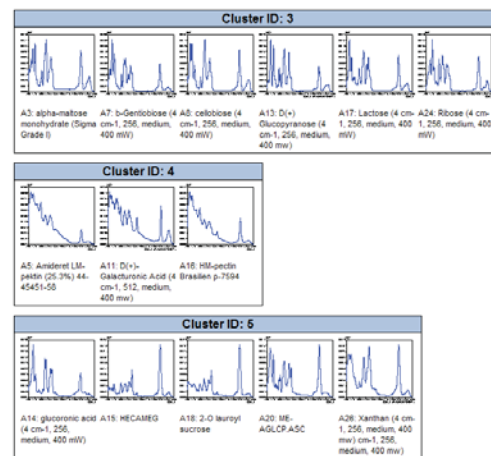 Cluster ID: 3
A3: alpha-maltose
monohydrate (Sigma
Grade I)
A7: b-Gentiobiose (4
cm-1, 256, medium,
400 mW)
A8: cellobiose (4
cm-1, 256, medium,
400 mW)
A13: D(+)
Glucopyranose (4
cm-1, 256, medium,
400 mw)
A17: Lactose (4 cm-
1, 256, medium, 400
mW)
A24: Ribose (4 cm-
1, 256, medium, 400
mW)
Cluster ID: 4
A5: Amideret LM-
pektin (25.3%) 44-
45451-58
A11: D(+)-
Galacturonic Acid (4
cm-1, 512, medium,
400 mw)
A16: HM-pectin
Brasilien p-7594
Cluster ID: 5
A14: glucoronic acid
(4 cm-1, 256,
medium, 400 mW)
A15: HECAMEG
A18: 2-O lauroyl
sucrose
A20: ME-
AGLCP.ASC
A26: Xanthan (4 cm-
1, 256, medium, 400
mw) cm-1, 256,
medium, 400 mW)